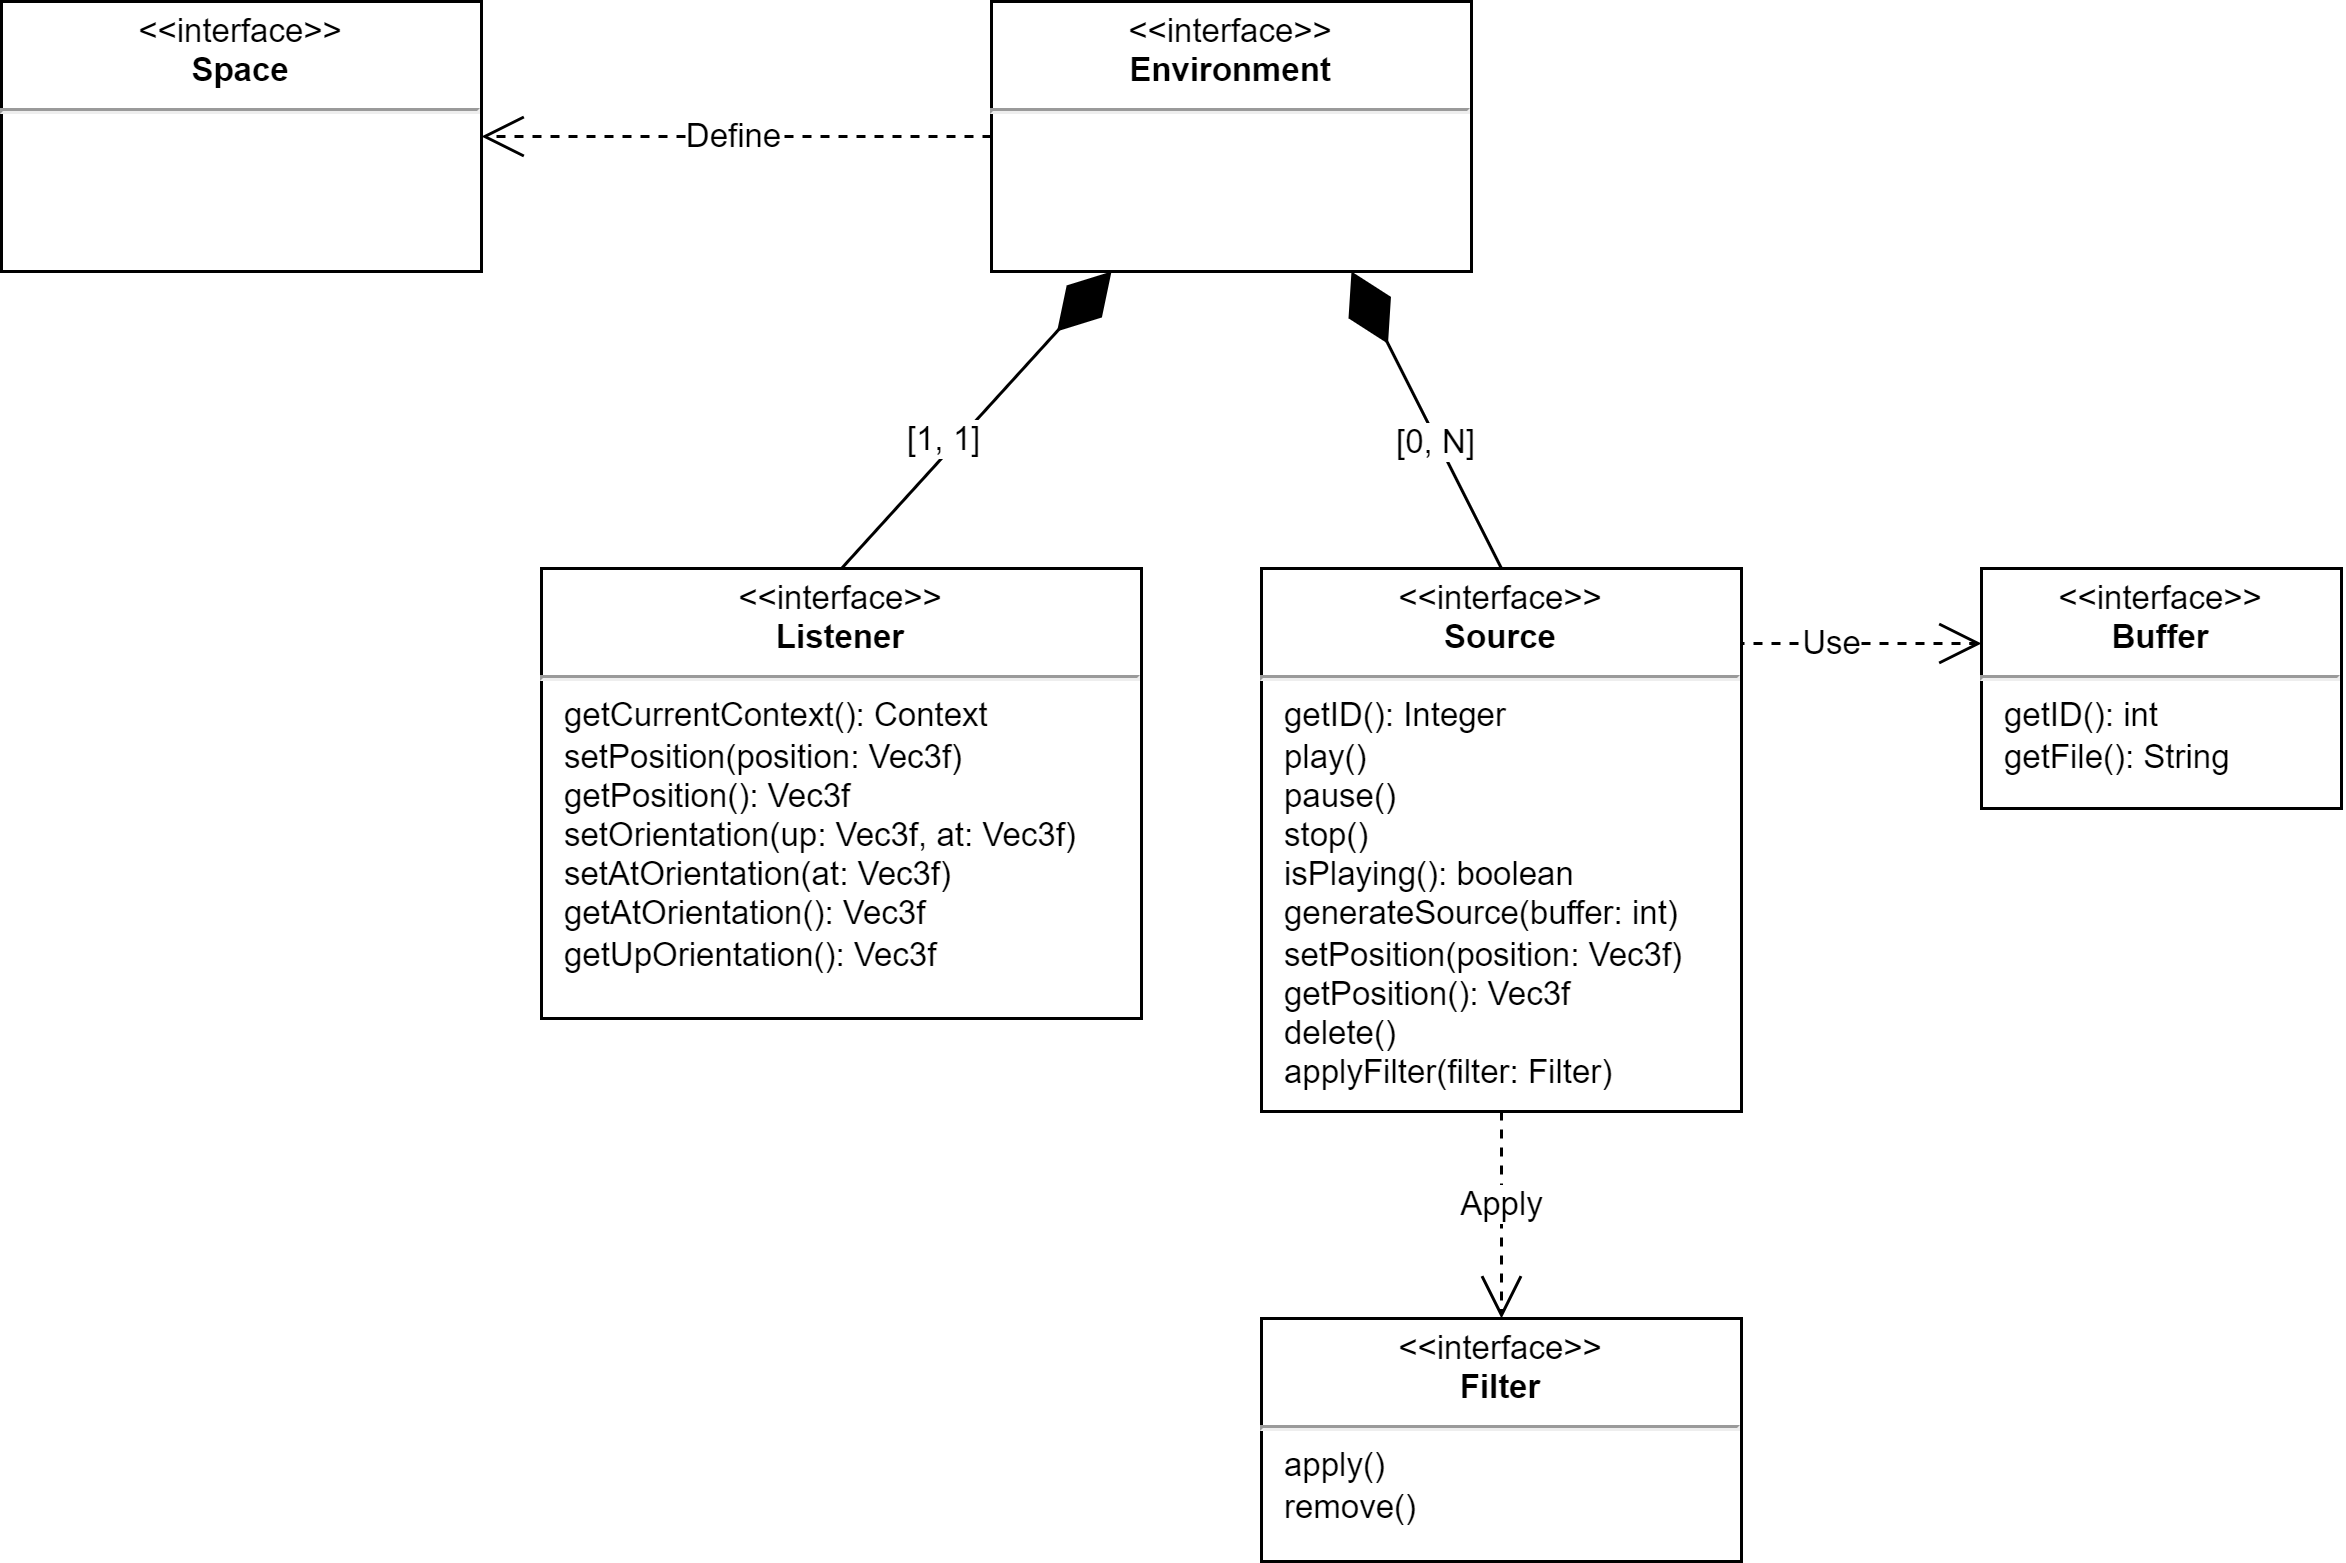 <<interface>>
Space
<<interface>>
Environment
Define
[1, 1]
[0, N]
<<interface>>
Listener
getCurrentContext(): Context
setPosition(position: Vec3f)
getPosition(): Vec3f
setOrientation(up: Vec3f, at: Vec3f)
setAtOrientation(at: Vec3f)
getAtOrientation(): Vec3f
getUpOrientation(): Vec3f
<<interface>>
Source
getID(): Integer
play()
pause()
stop()
isPlaying(): boolean
generateSource(buffer: int)
setPosition(position: Vec3f)
getPosition(): Vec3f
delete()
applyFilter(filter: Filter)
Use
<<interface>>
Buffer
getID(): int
getFile(): String
Apply
<<interface>>
Filter
apply()
remove()